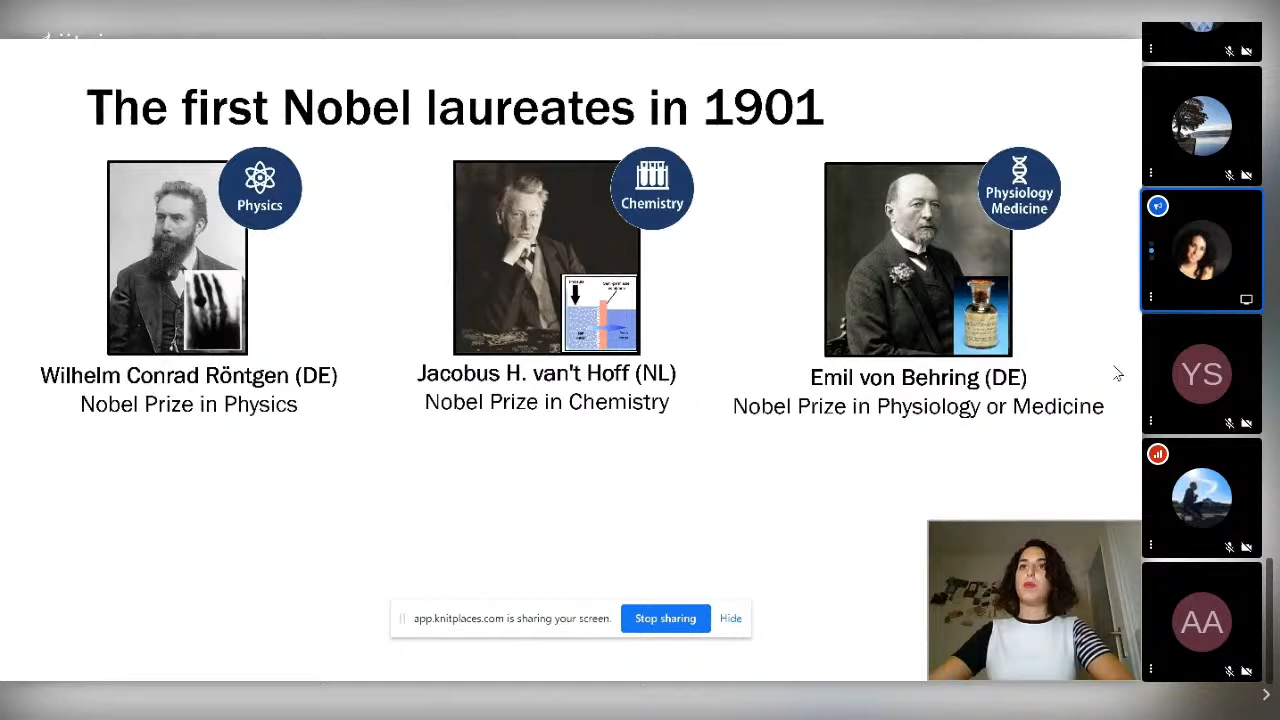 The first Nobel laureates in 1901
Physics
Chemistry
Physiology
Medicine
Wilhelm Conrad Röntgen (DE)
Nobel Prize in Physics
Jacobus H. van't Hoff (NL)
Nobel Prize in Chemistry
Emil von Behring (DE)
Nobel Prize in Physiology or Medicine
app.knitplaces.com is sharing your screen.
Stop sharing
Hide
YS
AA